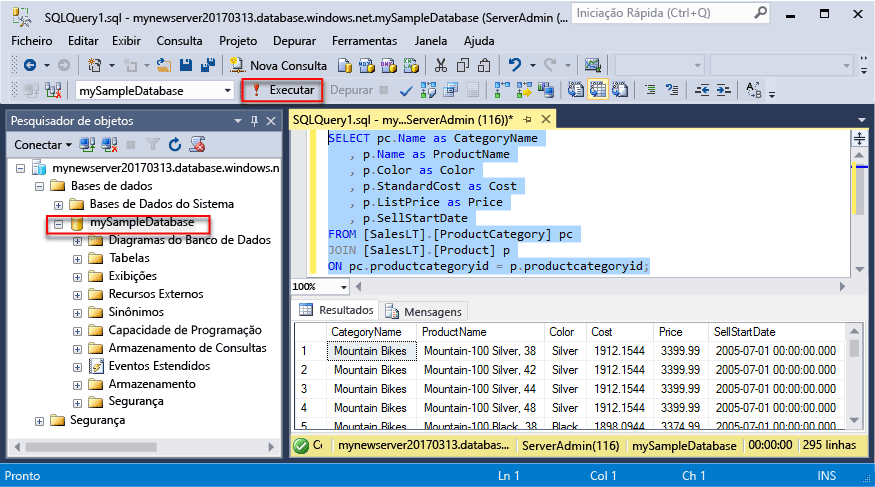 SQLQuery1.sql - mynewserver20170313.database.windows.net.mySampleDatabase (ServerAdmin (116))*...
Iniciação Rápida (Ctrl+Q)
Ficheiro Editar Exibir Consulta Projeto Depurar Ferramentas Janela Ajuda
Nova Consulta
mySampleDatabase Executar Depurar
Pesquisador de objetos
Conectar
mynewserver20170313.database.windows.n
Bases de dados
Bases de Dados do Sistema
mySampleDatabase
Diagramas do Banco de Dados
Tabelas
Exibições
Recursos Externos
Sinônimos
Capacidade de Programação
Armazenamento de Consultas
Eventos Estendidos
Armazenamento
Segurança
Segurança
SQLQuery1.sql - my...ServerAdmin (116))*
SELECT pc.Name as CategoryName
, p.Name as ProductName
, p.Color as Color
, p.StandardCost as Cost
, p.ListPrice as Price
, p.SellStartDate
FROM [SalesLT].[ProductCategory] pc
JOIN [SalesLT].[Product] p
ON pc.productcategoryid = p.productcategoryid;
100%
Resultados Mensagens
CategoryName ProductName Color Cost Price SellStartDate
1 Mountain Bikes Mountain-100 Silver, 38 Silver 1912.1544 3399.99 2005-07-01 00:00:00.000
2 Mountain Bikes Mountain-100 Silver, 42 Silver 1912.1544 3399.99 2005-07-01 00:00:00.000
3 Mountain Bikes Mountain-100 Silver, 44 Silver 1912.1544 3399.99 2005-07-01 00:00:00.000
4 Mountain Bikes Mountain-100 Silver, 48 Silver 1912.1544 3399.99 2005-07-01 00:00:00.000
5 Mountain Bikes Mountain-100 Black, 38 Black 1898.0944 3374.99 2005-07-01 00:00:00.000
mynewserver20170313.databas... ServerAdmin(116) mySampleDatabase 00:00:00 295 linhas
Pronto Ln 1 Col 1 Ch 1 INS